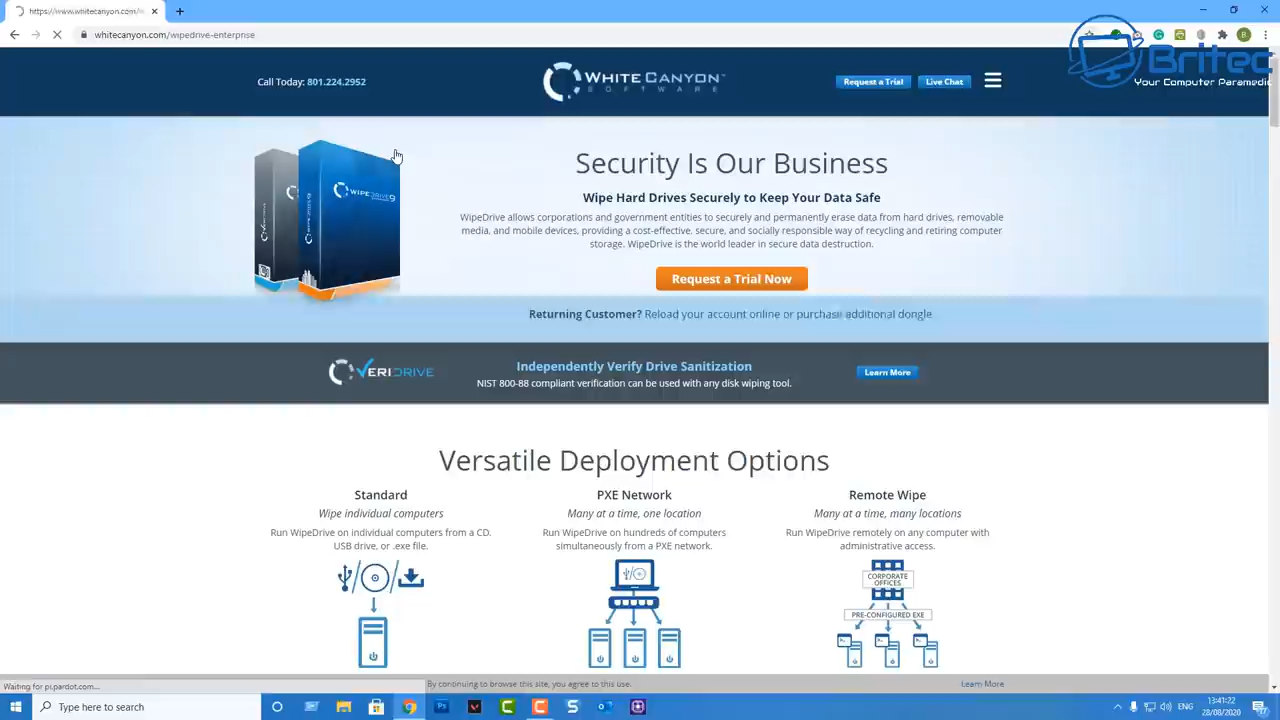 https://www.whitecanyon.com/w
whitecanyon.com/wipedrive-enterprise
Britec
Your Computer Paramedic
Call Today: 801.224.2952
WHITECANYON
SOFTWARE
Request a Trial
Live Chat
WIPEDRIVE 9
Security Is Our Business
Wipe Hard Drives Securely to Keep Your Data Safe
WipeDrive allows corporations and government entities to securely and permanently erase data from hard drives, removable
media, and mobile devices, providing a cost-effective, secure, and socially responsible way of recycling and retiring computer
storage. WipeDrive is the world leader in secure data destruction.
Request a Trial Now
Returning Customer? Reload your account online or purchase additional dongle
VERIDRIVE
Independently Verify Drive Sanitization
NIST 800-88 compliant verification can be used with any disk wiping tool.
Learn More
Versatile Deployment Options
Standard
Wipe individual computers
Run WipeDrive on individual computers from a CD.
USB drive, or .exe file.
PXE Network
Many at a time, one location
Run WipeDrive on hundreds of computers
simultaneously from a PXE network.
Remote Wipe
Many at a time, many locations
Run WipeDrive remotely on any computer with
administrative access.
CORPORATE
OFFICES
PRE-CONFIGURED EXE
Waiting for pi.pardot.com...
By continuing to browse this site, you agree to this use.
Learn More
Type here to search
ENG
13:41:22
28/08/2020